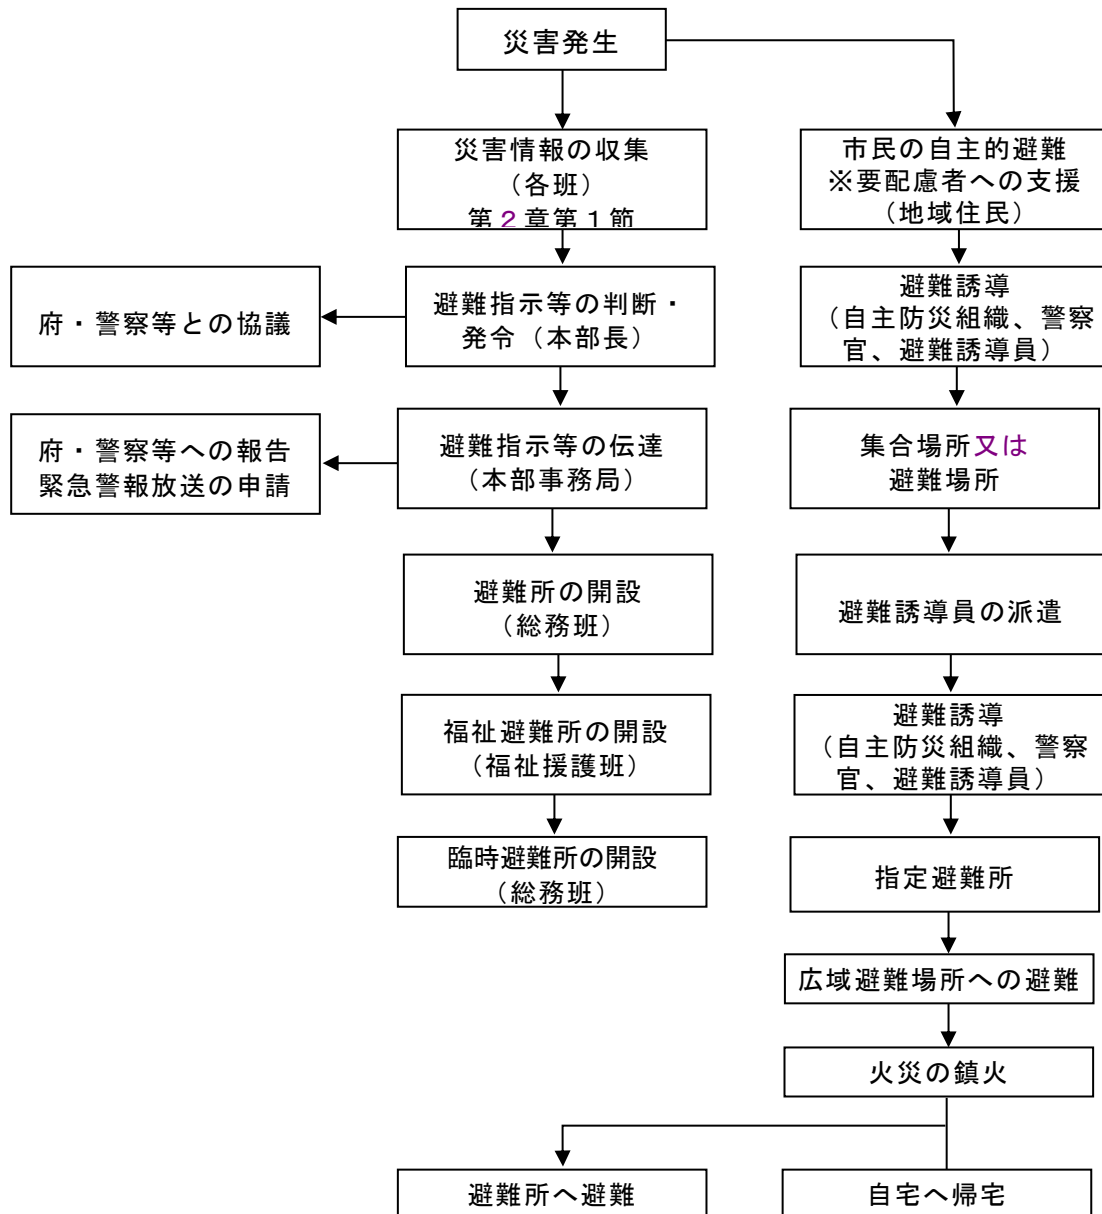 災害発生
災害情報の収集
（各班）
第２章第１節
市民の自主的避難
※要配慮者への支援
（地域住民）
府・警察等との協議
避難指示等の判断・
発令（本部長）
避難誘導
（自主防災組織、警察
官、避難誘導員）
府・警察等への報告
緊急警報放送の申請
避難指示等の伝達
（本部事務局）
集合場所又は
避難場所
避難所の開設
（総務班）
避難誘導員の派遣
福祉避難所の開設
（福祉援護班）
避難誘導
（自主防災組織、警察
官、避難誘導員）
臨時避難所の開設
（総務班）
指定避難所
広域避難場所への避難
火災の鎮火
避難所へ避難
自宅へ帰宅